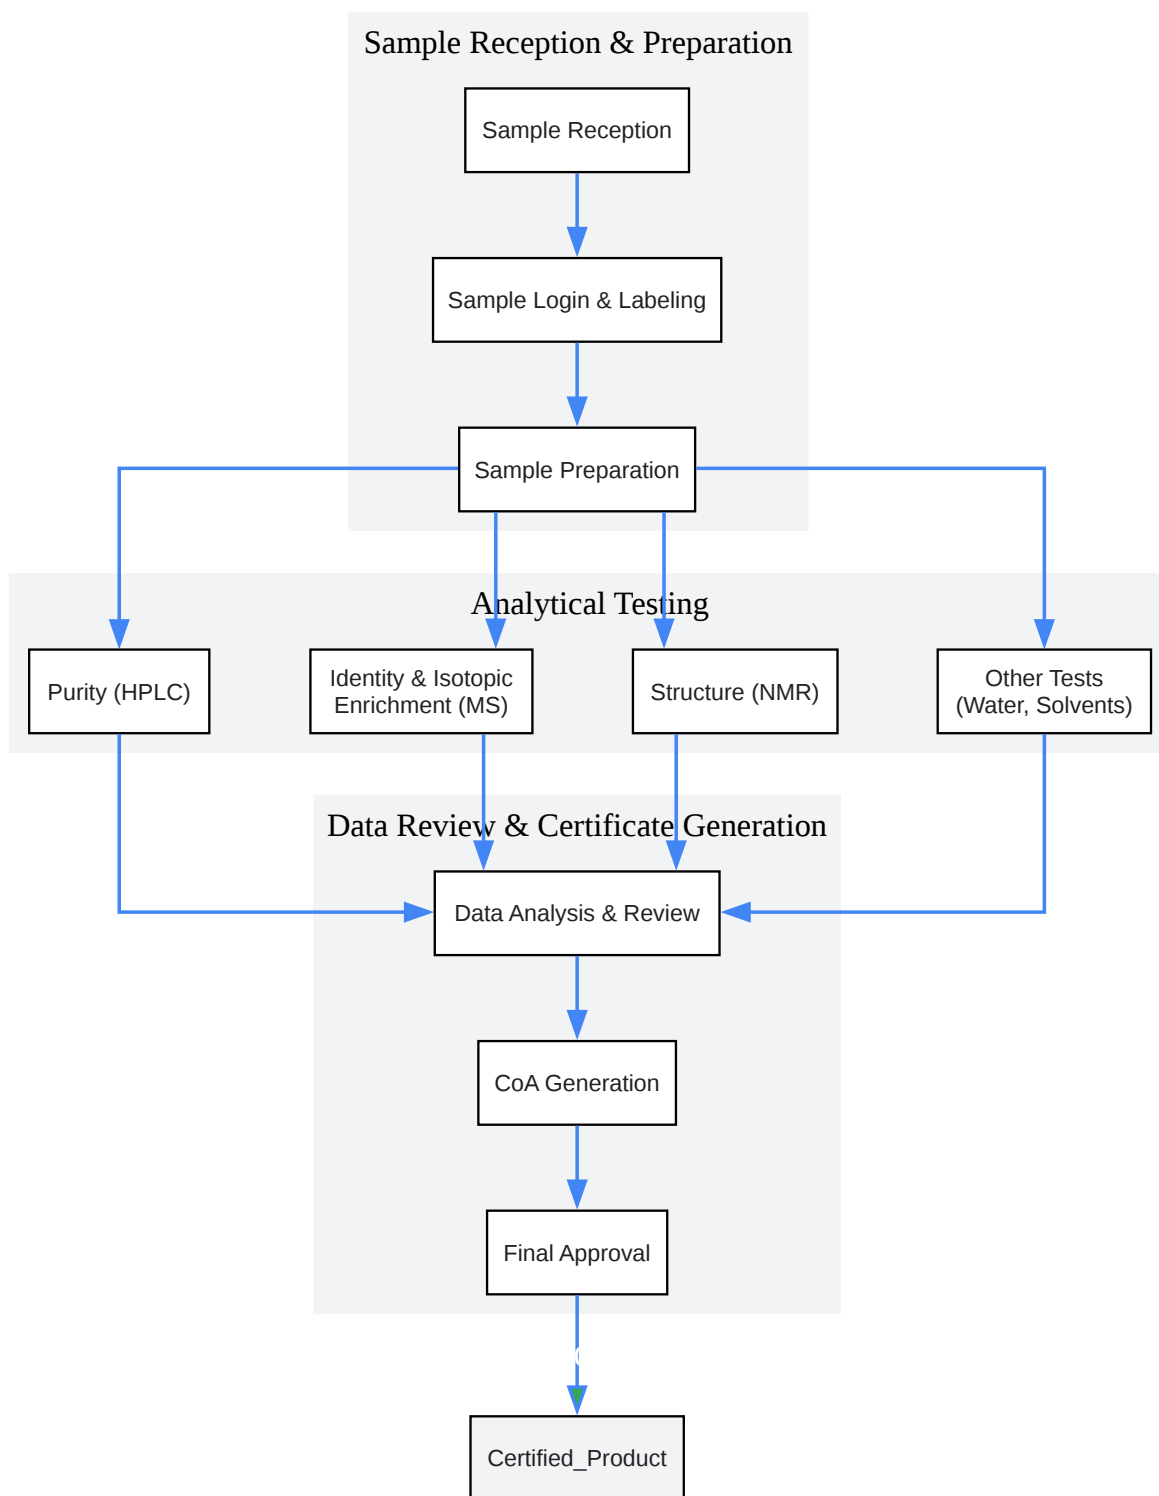 Sample Reception & Preparation
Sample Reception
Sample Login & Labeling
Sample Preparation
Analytical Testing
Purity (HPLC)
Identity & Isotopic
Enrichment (MS)
Structure (NMR)
Other Tests
(Water, Solvents)
Data Review & Certificate Generation
Data Analysis & Review
CoA Generation
Final Approval
Certified_Product